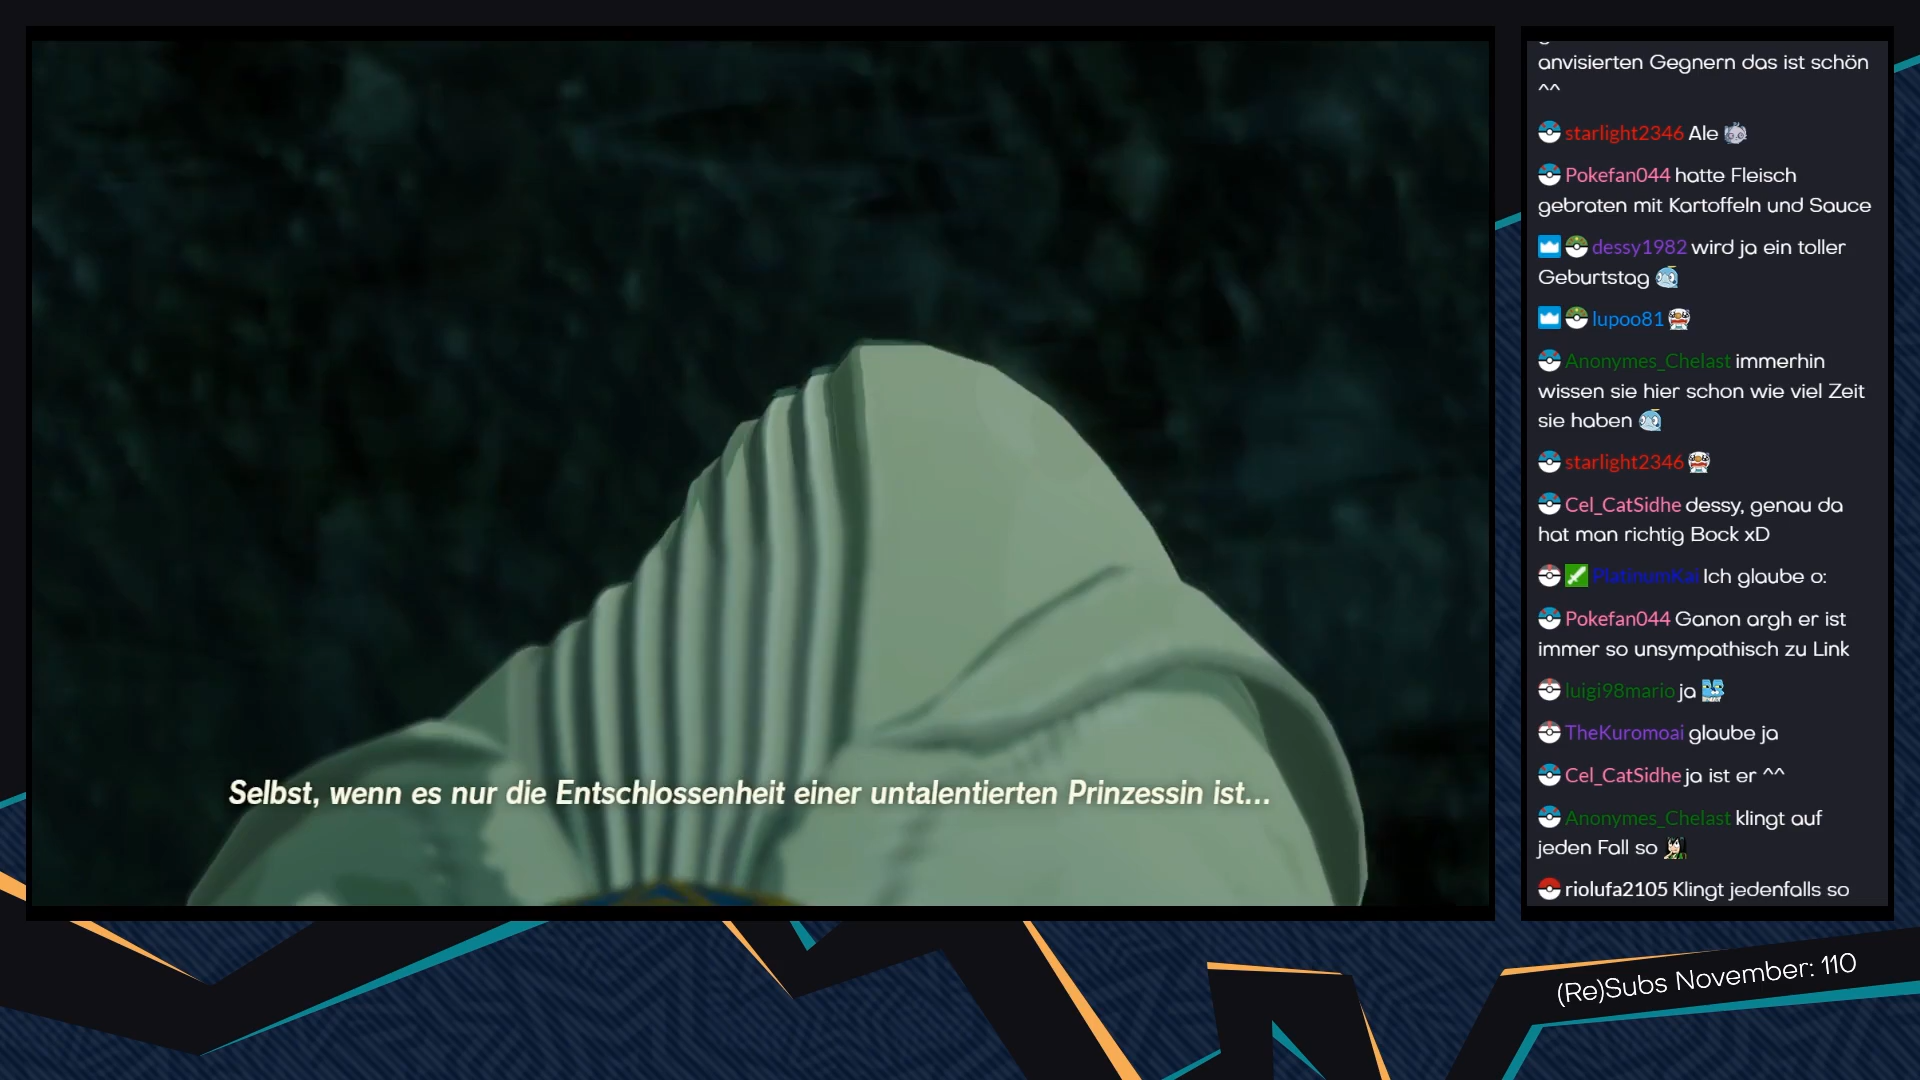 Selbst, wenn es nur die Entschlossenheit einer untalentierten Prinzessin ist...
anvisierten Gegnern das ist schön
^^
starlight2346 Ale
Pokefan044 hatte Fleisch
gebraten mit Kartoffeln und Sauce
dessy1982 wird ja ein toller
Geburtstag
lupoo81
Anonymes_Chelast immerhin
wissen sie hier schon wie viel Zeit
sie haben
starlight2346
Cel_CatSidhe dessy, genau da
hat man richtig Bock xD
PlatinumKai Ich glaube o:
Pokefan044 Ganon argh er ist
immer so unsympathisch zu Link
luigi98mario ja
TheKuromoai glaube ja
Cel_CatSidhe ja ist er ^^
Anonymes_Chelast klingt auf
jeden Fall so
riolufa2105 Klingt jedenfalls so
(Re)Subs November: 110